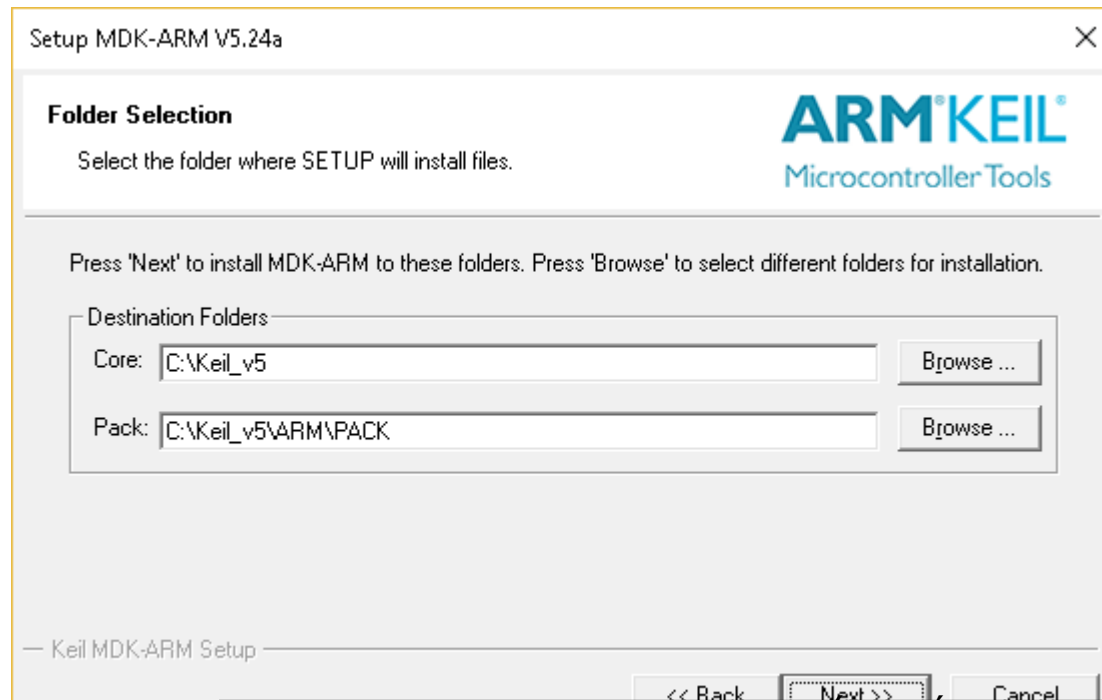 Setup MDK-ARM V5.24a
Folder Selection
Select the folder where SETUP will install files.
ARM®KEIL®
Microcontroller Tools
Press 'Next' to install MDK-ARM to these folders. Press 'Browse' to select different folders for installation.
Destination Folders
Core: C:\Keil_v5 Browse ...
Pack: C:\Keil_v5\ARM\PACK Browse ...
Keil MDK-ARM Setup
<< Back Next >> Cancel